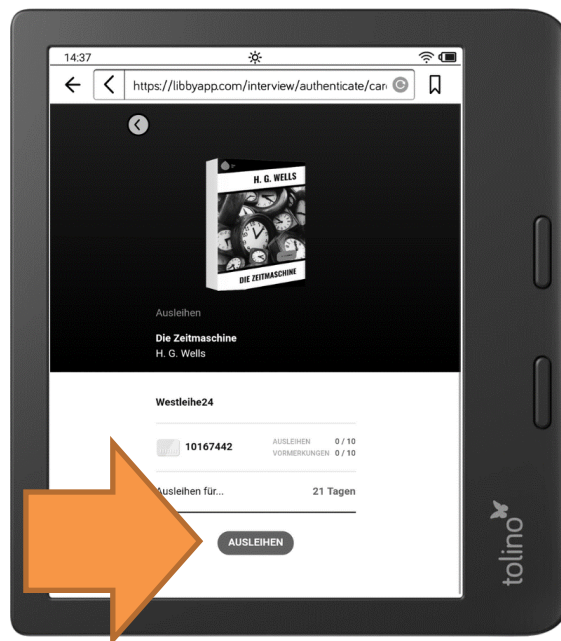 14:37
https://libbyapp.com/interview/authenticate/car
H. G. WELLS
DIE ZEITMASCHINE
Ausleihen
Die Zeitmaschine
H. G. Wells
Westleihe24
10167442
AUSLEIHEN 0 / 10
VORMERKUNGEN 0 / 10
Ausleihen für... 21 Tagen
AUSLEIHEN
tolino